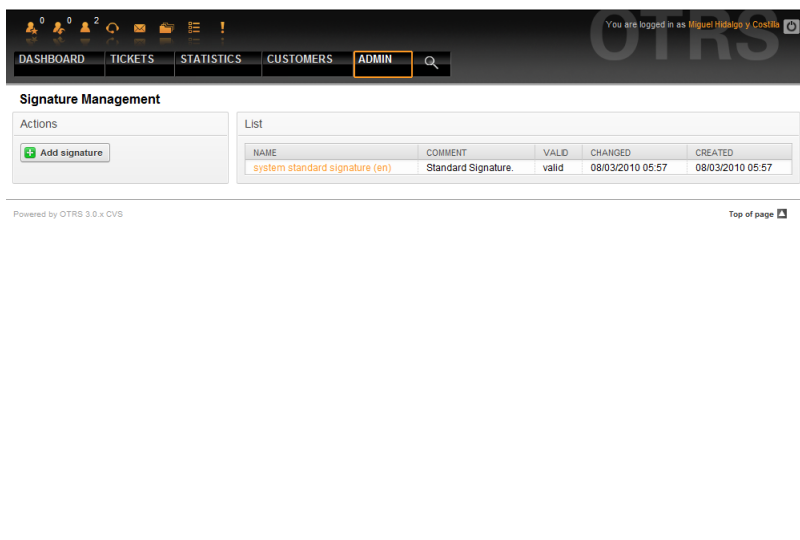 0 0 2
OTRS
You are logged in as Miguel Hidalgo y Costilla
DASHBOARD TICKETS STATISTICS CUSTOMERS ADMIN
Signature Management
Actions
Add signature
List
NAME COMMENT VALID CHANGED CREATED
system standard signature (en) Standard Signature. valid 08/03/2010 05:57 08/03/2010 05:57
Powered by OTRS 3.0.x CVS
Top of page